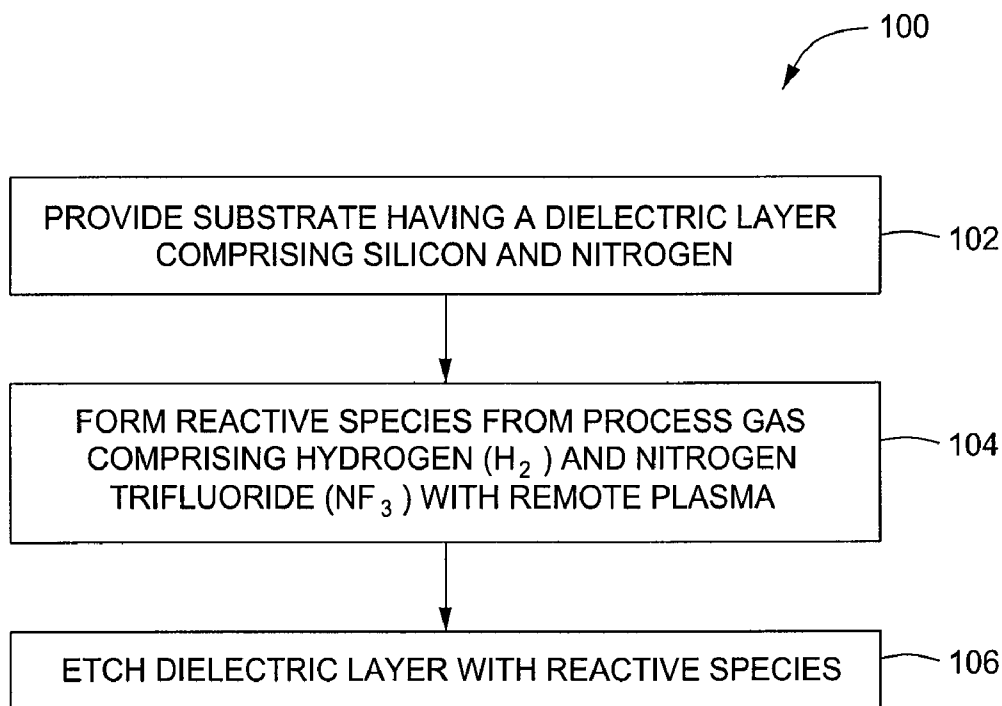 100
PROVIDE SUBSTRATE HAVING A DIELECTRIC LAYER
COMPRISING SILICON AND NITROGEN
102
FORM REACTIVE SPECIES FROM PROCESS GAS
COMPRISING HYDROGEN (H₂) AND NITROGEN
TRIFLUORIDE (NF₃) WITH REMOTE PLASMA
104
ETCH DIELECTRIC LAYER WITH REACTIVE SPECIES
106